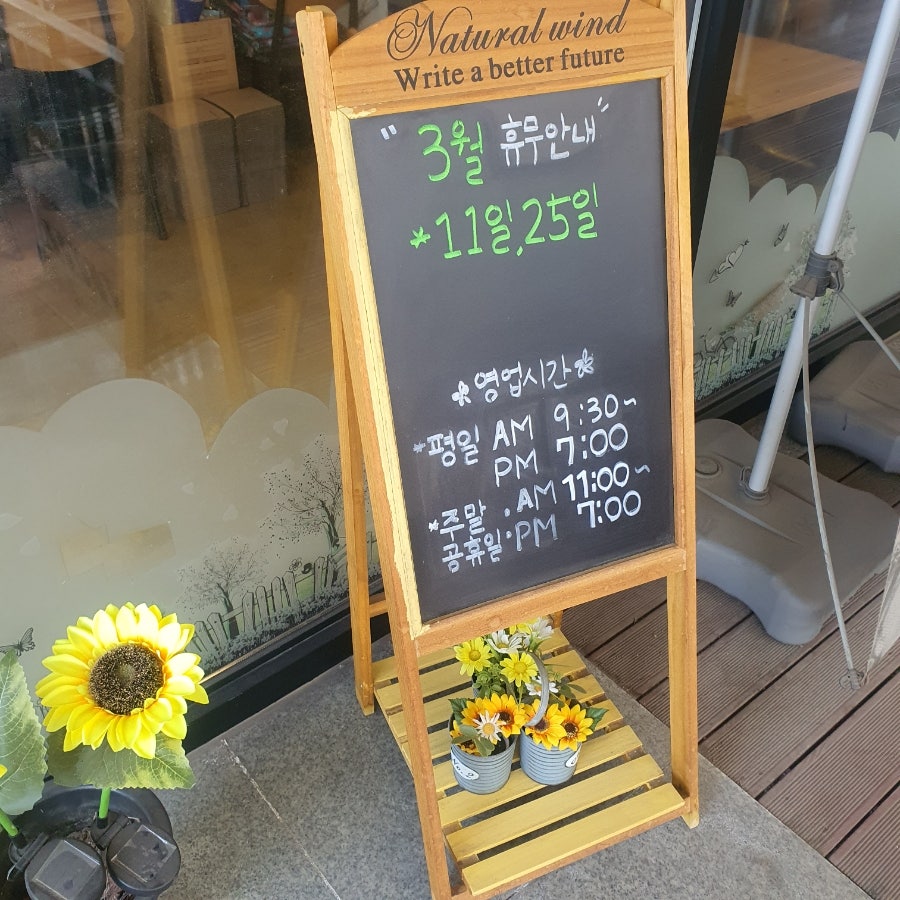 Natural wind
Write a better future
" 3월 휴무안내 "
*11일,25일
*영업시간*
*평일 AM 9:30~
PM 7:00
*주말 ·AM 11:00~
공휴일·PM 7:00